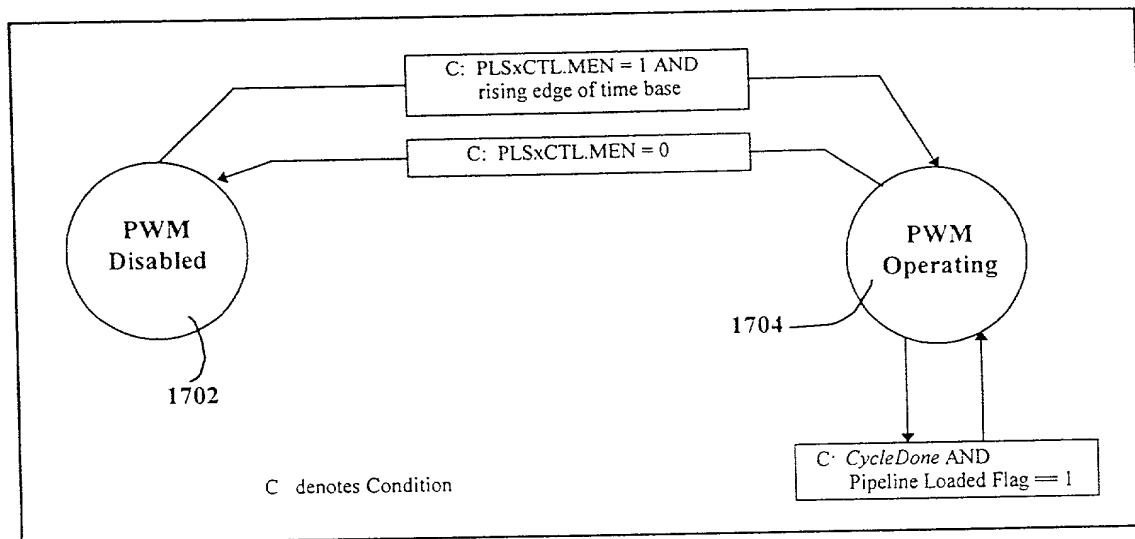 C: PLSxCTL.MEN = 1 AND
rising edge of time base
C: PLSxCTL.MEN = 0
PWM
Disabled
PWM
Operating
1704
1702
C: CycleDone AND
Pipeline Loaded Flag == 1
C denotes Condition